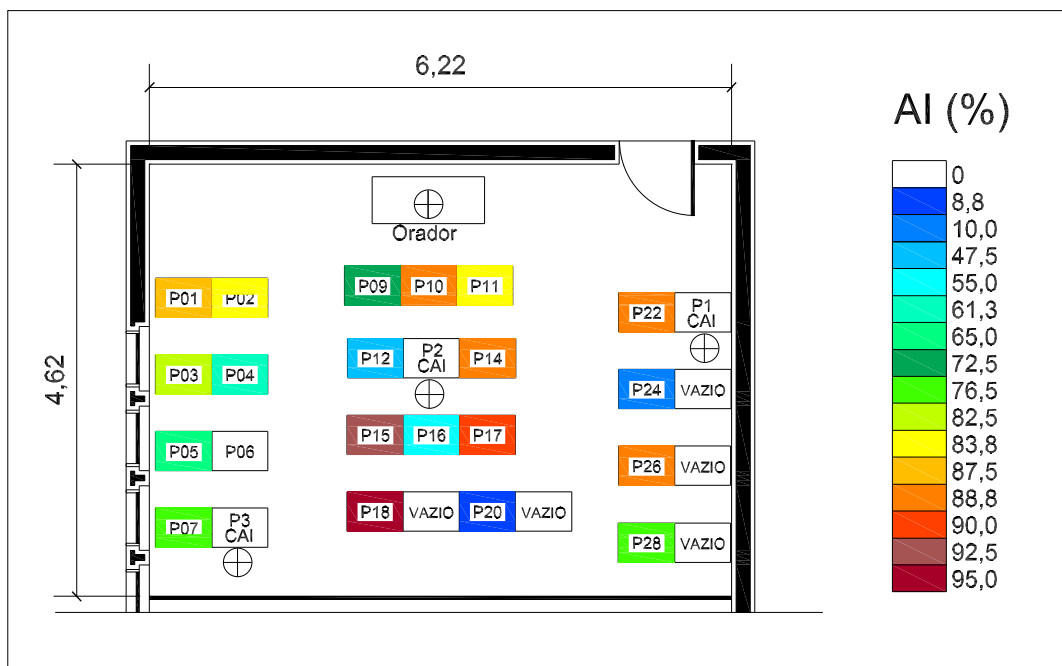 6,22
AI (%)
4,62
Orador
P01 P02
P09 P10 P11
P22 P1
CAI
P03 P04
P12 P2 P14
CAI
P24 VAZIO
P05 P06
P15 P16 P17
P26 VAZIO
P07 P3
CAI
P18 VAZIO P20 VAZIO
P28 VAZIO
0
8,8
10,0
47,5
55,0
61,3
65,0
72,5
76,5
82,5
83,8
87,5
88,8
90,0
92,5
95,0